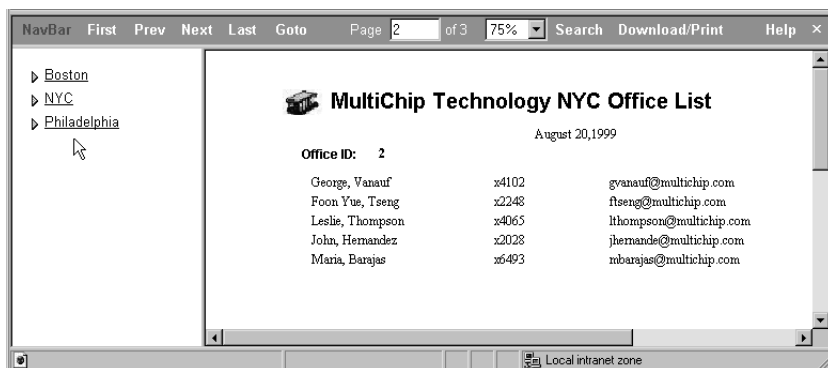 NavBar First Prev Next Last Goto Page 2 of 3 75% Search Download/Print Help ×
Boston
NYC
Philadelphia
MultiChip Technology NYC Office List
August 20,1999
Office ID: 2
George, Vanauf x4102 gvanauf@multichip.com
Foon Yue, Tseng x2248 ftseng@multichip.com
Leslie, Thompson x4065 lthompson@multichip.com
John, Hernandez x2028 jhernande@multichip.com
Maria, Barajas x6493 mbarajas@multichip.com
Local intranet zone